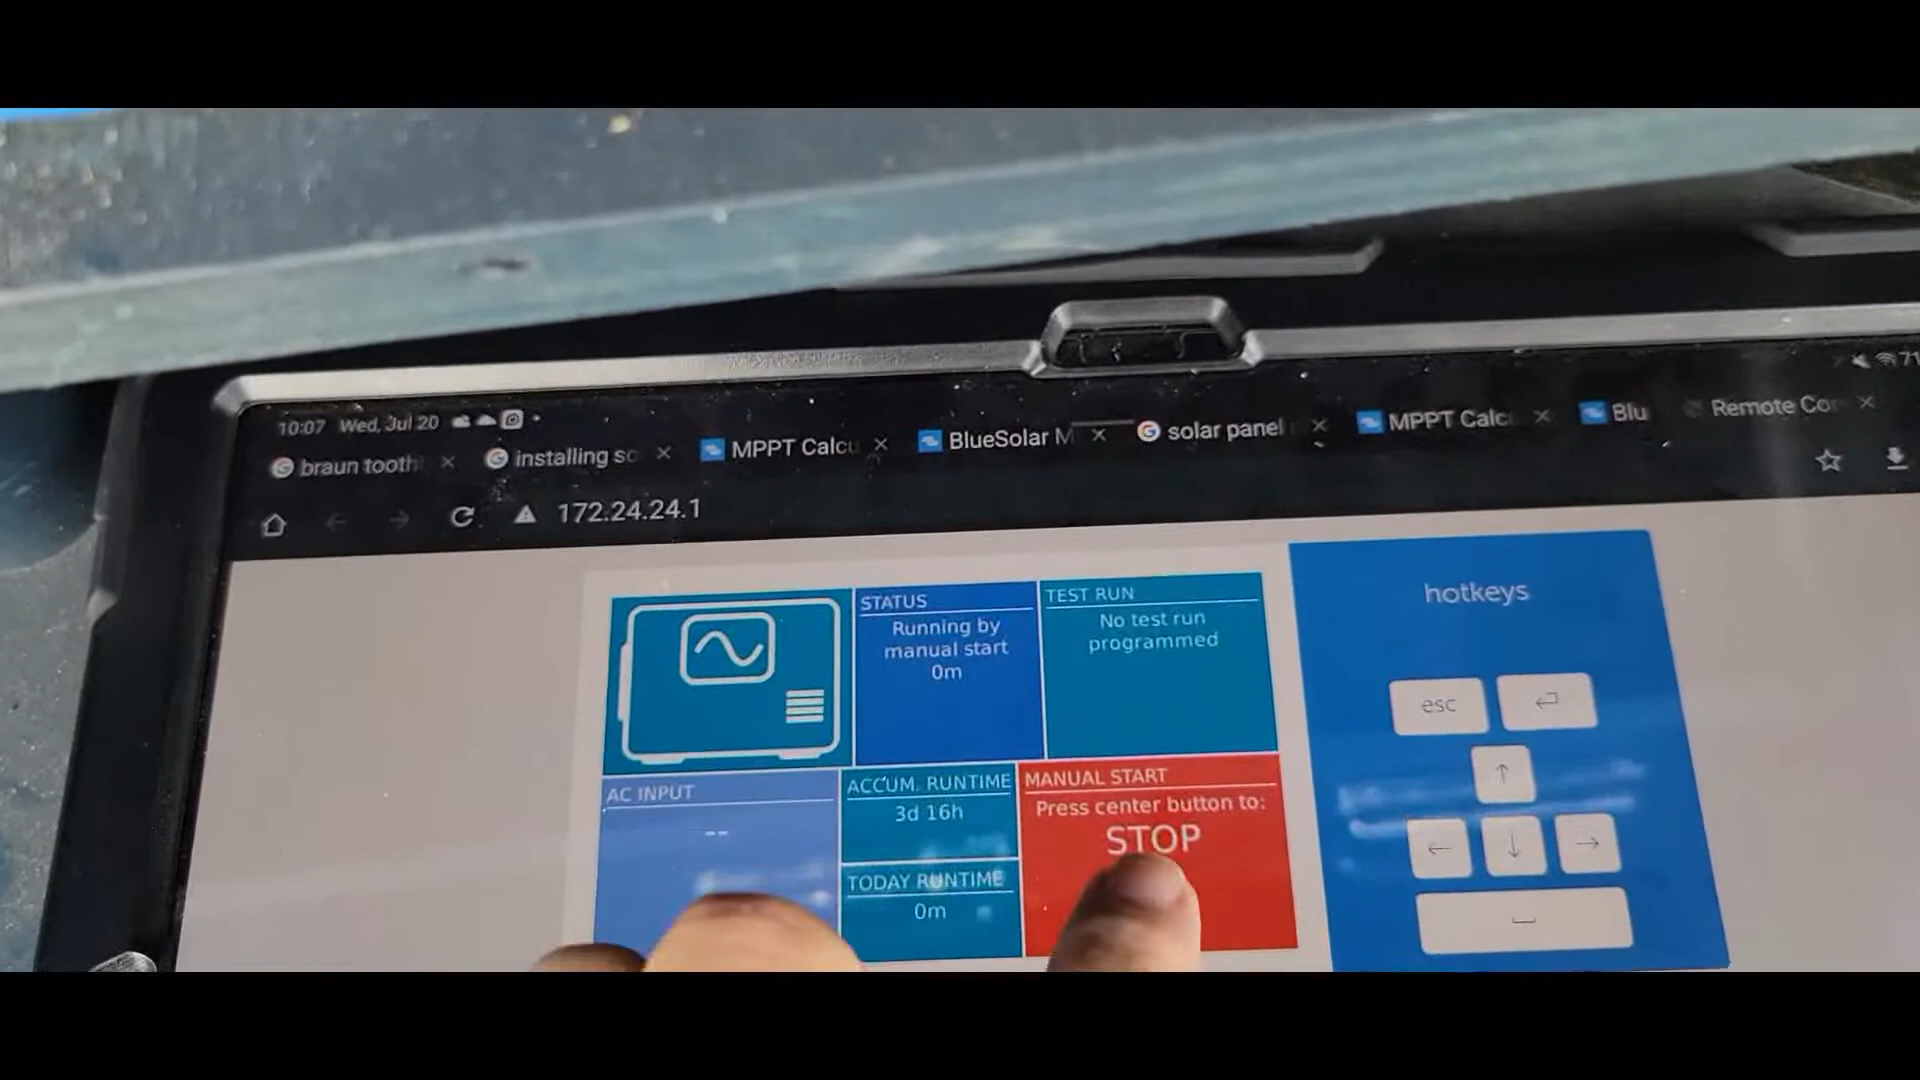 10:07 Wed, Jul 20
71
braun tooth
installing sc
MPPT Calcu
BlueSolar M
solar panel
MPPT Calc
Blu
Remote Co
172.24.24.1
STATUS
Running by
manual start
0m
TEST RUN
No test run
programmed
AC INPUT
--
ACCUM. RUNTIME
3d 16h
TODAY RUNTIME
0m
MANUAL START
Press center button to:
STOP
hotkeys
esc